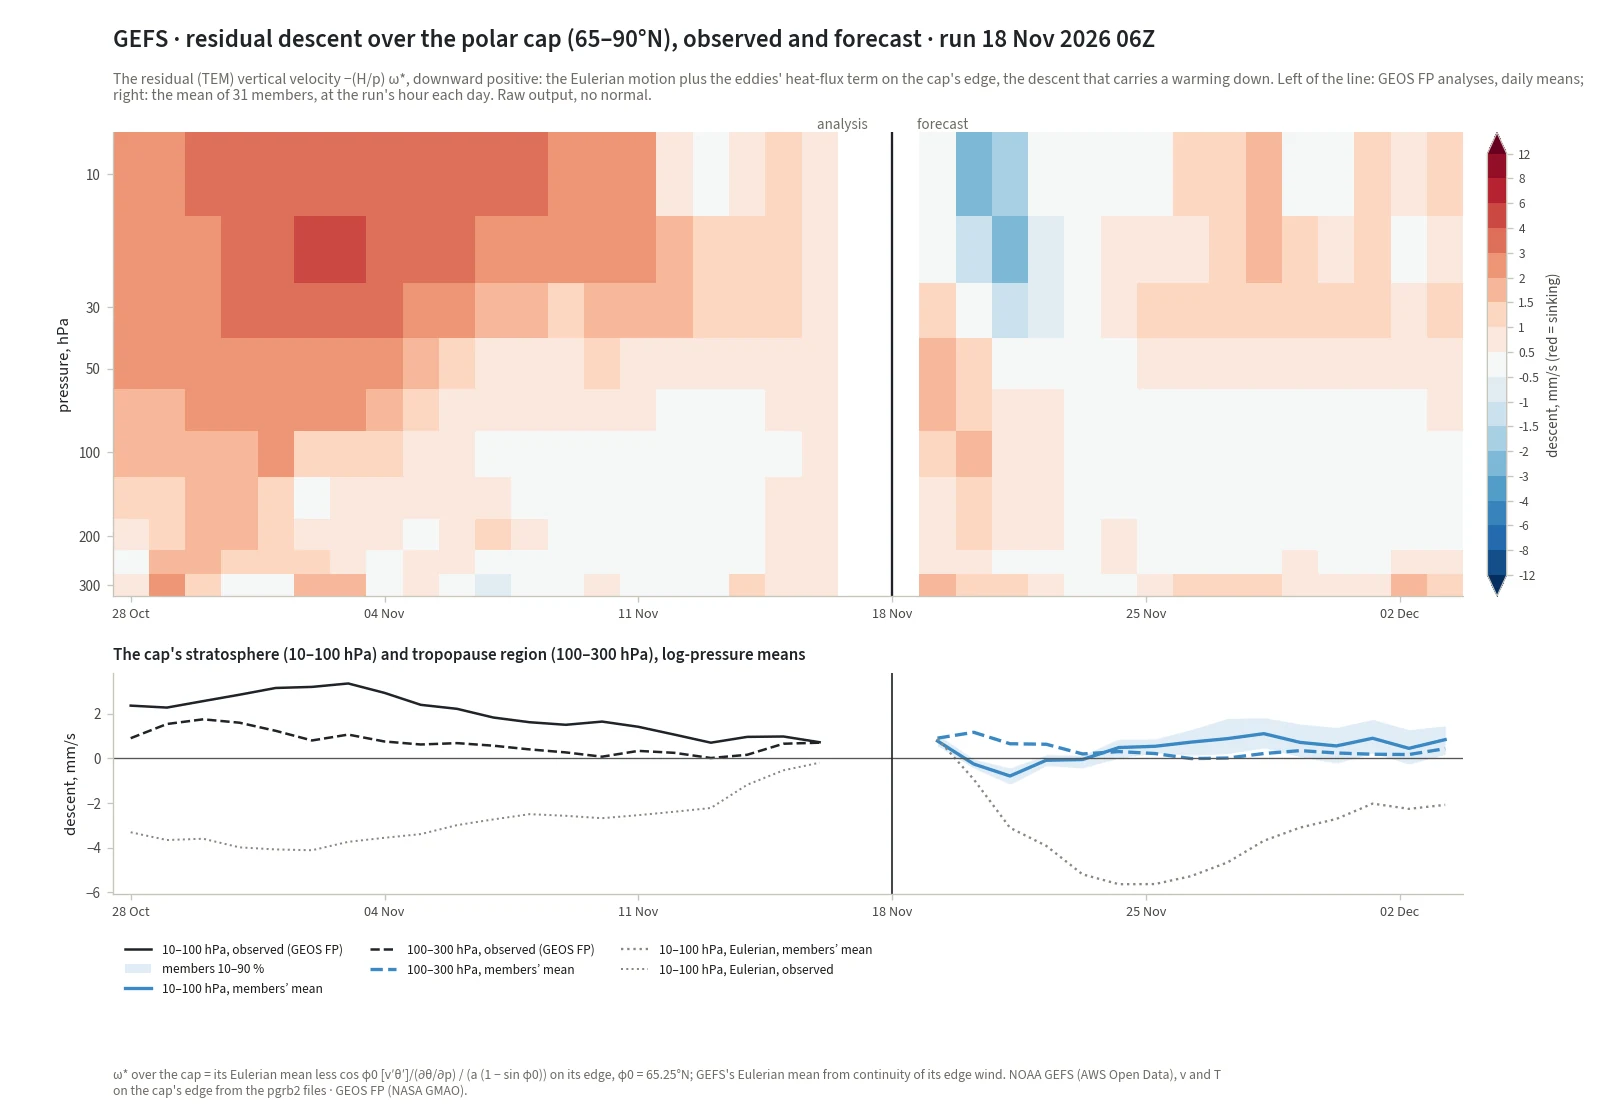 GEFS · residual descent over the polar cap (65–90°N), observed and forecast · run 18 Nov 2026 06Z
The residual (TEM) vertical velocity −(H/p) ω*, downward positive: the Eulerian motion plus the eddies' heat-flux term on the cap's edge, the descent that carries a warming down. Left of the line: GEOS FP analyses, daily means;
right: the mean of 31 members, at the run's hour each day. Raw output, no normal.
analysis
forecast
pressure, hPa
10
30
50
100
200
300
28 Oct
04 Nov
11 Nov
18 Nov
25 Nov
02 Dec
12
8
6
4
3
2
1.5
1
0.5
-0.5
-1
-1.5
-2
-3
-4
-6
-8
-12
descent, mm/s (red = sinking)
The cap's stratosphere (10–100 hPa) and tropopause region (100–300 hPa), log-pressure means
descent, mm/s
2
0
−2
−4
−6
28 Oct
04 Nov
11 Nov
18 Nov
25 Nov
02 Dec
10–100 hPa, observed (GEOS FP)
members 10–90 %
10–100 hPa, members’ mean
100–300 hPa, observed (GEOS FP)
100–300 hPa, members’ mean
10–100 hPa, Eulerian, members’ mean
10–100 hPa, Eulerian, observed
ω* over the cap = its Eulerian mean less cos φ0 [v′θ′]/(∂θ/∂p) / (a (1 − sin φ0)) on its edge, φ0 = 65.25°N; GEFS's Eulerian mean from continuity of its edge wind. NOAA GEFS (AWS Open Data), v and T
on the cap's edge from the pgrb2 files · GEOS FP (NASA GMAO).